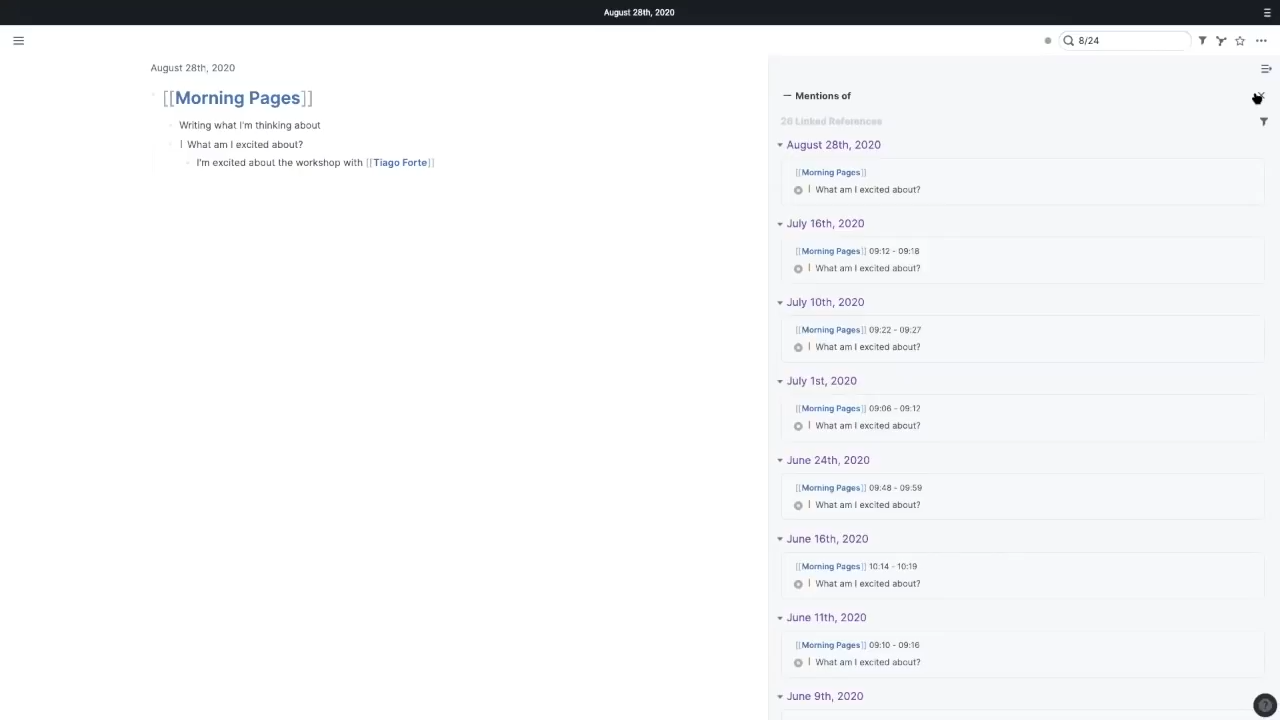 August 28th, 2020
8/24
August 28th, 2020
[[Morning Pages]]
Writing what I'm thinking about
| What am I excited about?
I'm excited about the workshop with [[Tiago Forte]]
Mentions of
28 Linked References
August 28th, 2020
[[Morning Pages]]
| What am I excited about?
July 16th, 2020
[[Morning Pages]] 09:12 - 09:18
| What am I excited about?
July 10th, 2020
[[Morning Pages]] 09:22 - 09:27
| What am I excited about?
July 1st, 2020
[[Morning Pages]] 09:06 - 09:12
| What am I excited about?
June 24th, 2020
[[Morning Pages]] 09:48 - 09:59
| What am I excited about?
June 16th, 2020
[[Morning Pages]] 10:14 - 10:19
| What am I excited about?
June 11th, 2020
[[Morning Pages]] 09:10 - 09:16
| What am I excited about?
June 9th, 2020
?